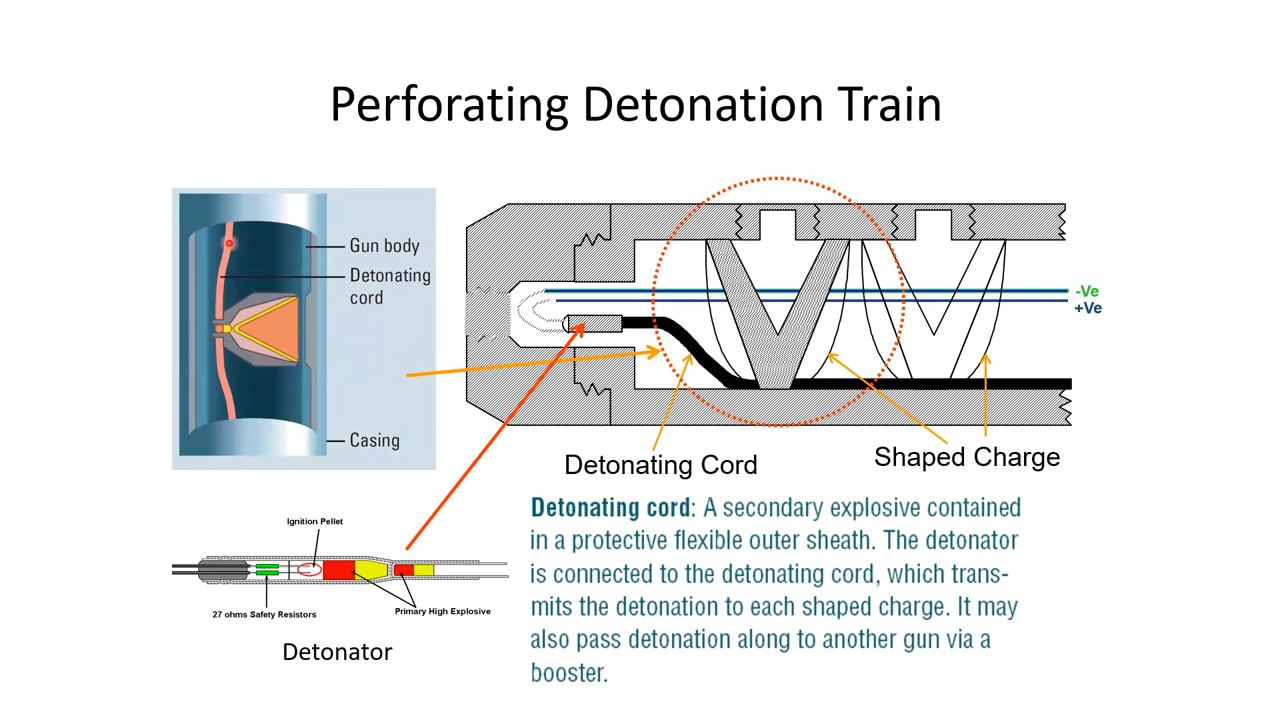 Perforating Detonation Train
Gun body
Detonating
cord
Casing
-Ve
+Ve
Detonating Cord
Shaped Charge
Ignition Pellet
27 ohms Safety Resistors
Primary High Explosive
Detonator
Detonating cord: A secondary explosive contained
in a protective flexible outer sheath. The detonator
is connected to the detonating cord, which trans-
mits the detonation to each shaped charge. It may
also pass detonation along to another gun via a
booster.